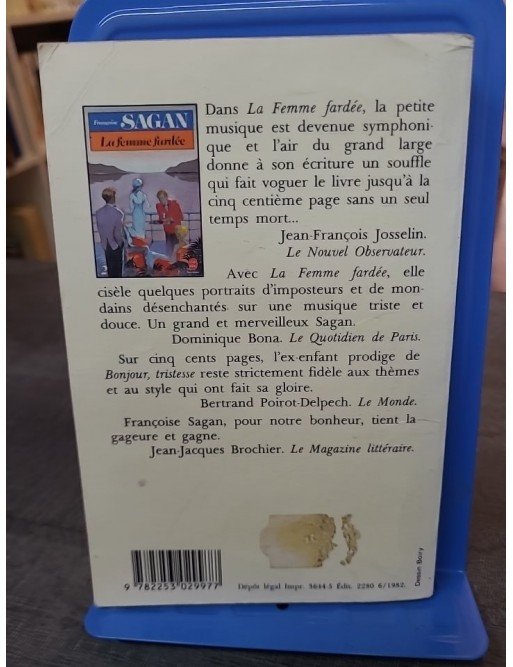 Françoise SAGAN
La femme fardée
Dans La Femme fardée, la petite
musique est devenue symphoni-
que et l'air du grand large
donne à son écriture un souffle
qui fait voguer le livre jusqu'à la
cinq centième page sans un seul
temps mort...
Jean-François Josselin.
Le Nouvel Observateur.
Avec La Femme fardée, elle
cisèle quelques portraits d'imposteurs et de mon-
dains désenchantés sur une musique triste et
douce. Un grand et merveilleux Sagan.
Dominique Bona. Le Quotidien de Paris.
Sur cinq cents pages, l'ex-enfant prodige de
Bonjour, tristesse reste strictement fidèle aux thèmes
et au style qui ont fait sa gloire.
Bertrand Poirot-Delpech. Le Monde.
Françoise Sagan, pour notre bonheur, tient la
gageure et gagne.
Jean-Jacques Brochier. Le Magazine littéraire.
9 782253 029977
Dépôt légal Impr. 3644-5 Édit. 2280 6/1982.
Dessin Boiry